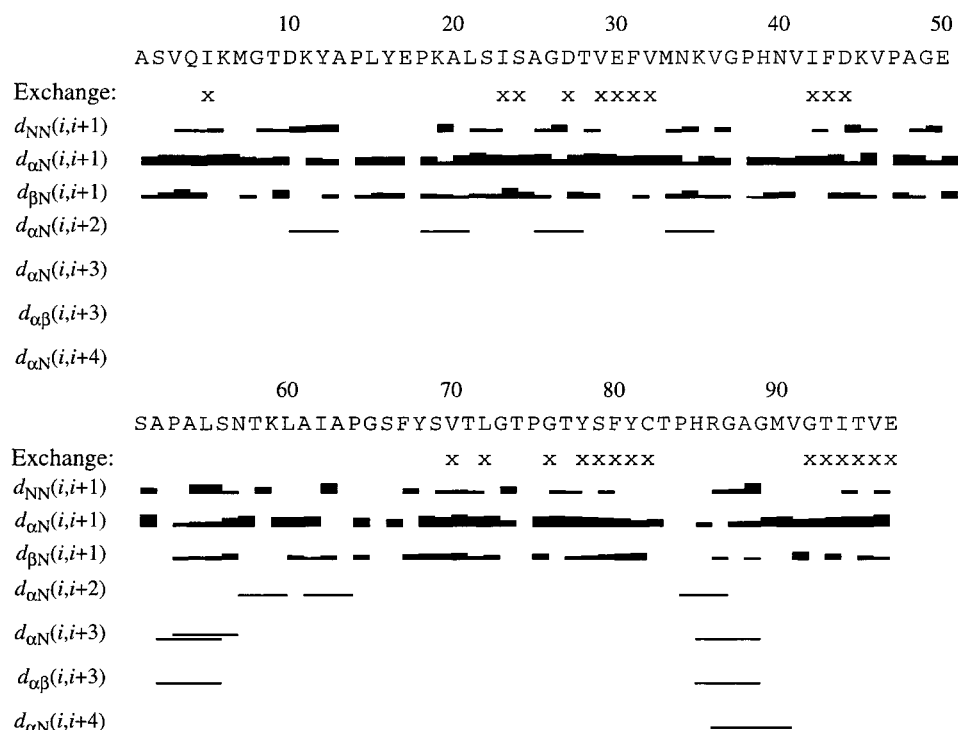 10 20 30 40 50
ASVQIKMGTDKYAPLYEPKALSISAGDTVEFVMNKVGPHNVIFDKVPAGE
Exchange: x xx x xxxx xxx
dNN(i,i+1)
dαN(i,i+1)
dβN(i,i+1)
dαN(i,i+2)
dαN(i,i+3)
dαβ(i,i+3)
dαN(i,i+4)
60 70 80 90
SAPALSNTKLAIAPGSFYSVTLGTPGTYSFYCTPHRGAGMVGTITVE
Exchange: x x x xxxxx xxxxxx
dNN(i,i+1)
dαN(i,i+1)
dβN(i,i+1)
dαN(i,i+2)
dαN(i,i+3)
dαβ(i,i+3)
dαN(i,i+4)